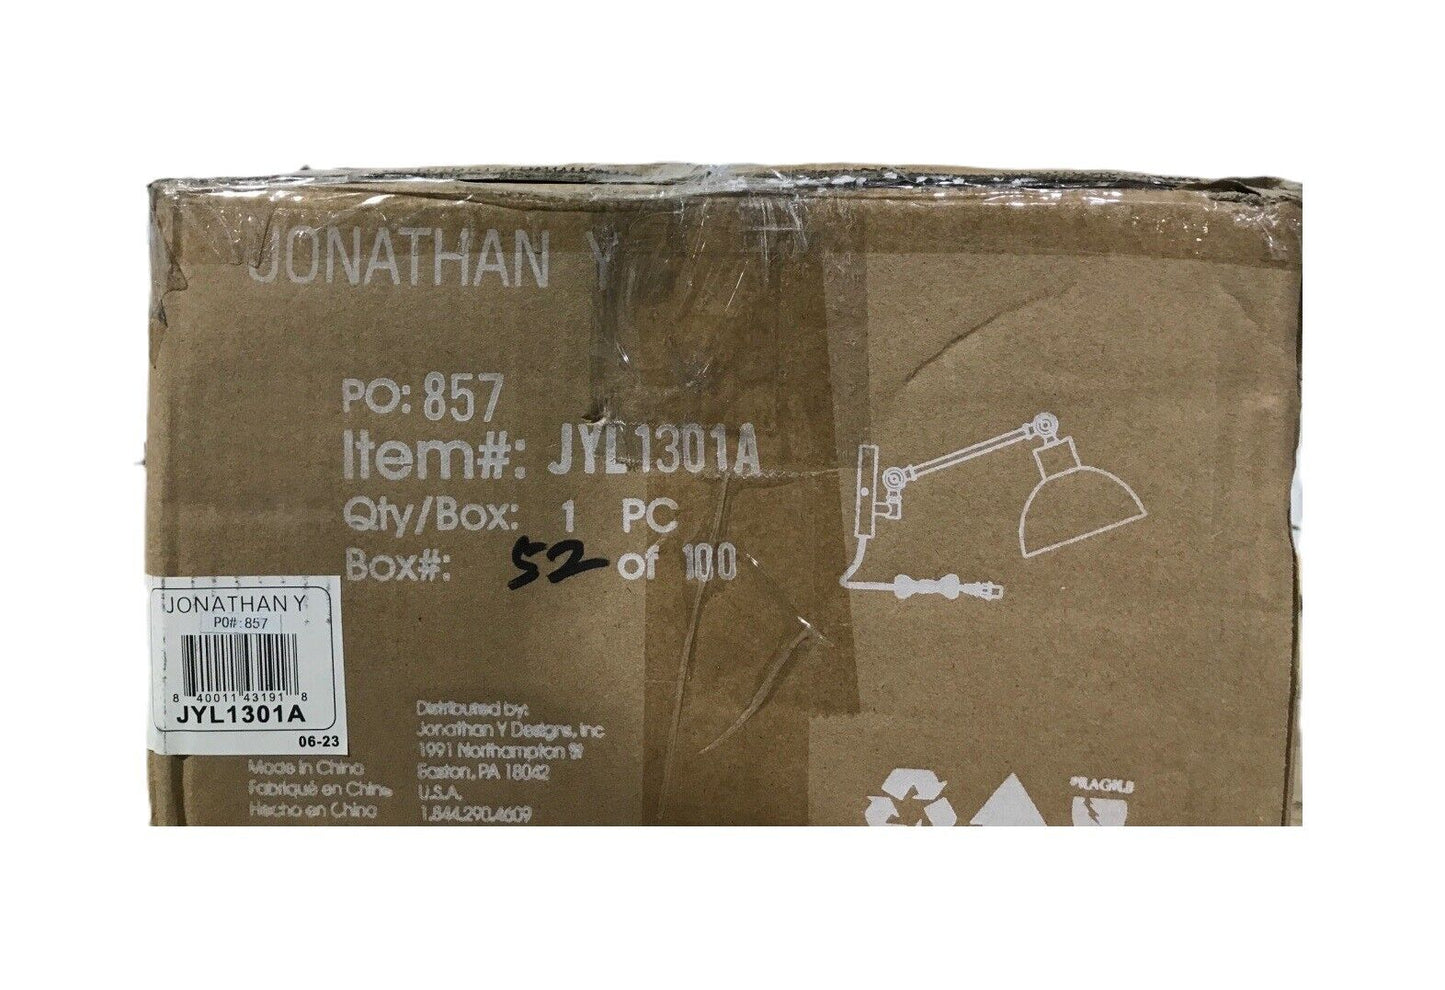 JONATHAN Y
PO: 857
Item#: JYL1301A
Qty/Box: 1 PC
Box#: 52 of 100
JONATHAN Y
PO#: 857
8 40011 43191 8
JYL1301A
06-23
Made in China
Fabriqué en Chine
Hecho en China
Distributed by:
Jonathan Y Designs, Inc
1991 Northampton St
Easton, PA 18042
U.S.A.
1.844.290.4609
FRAGILE